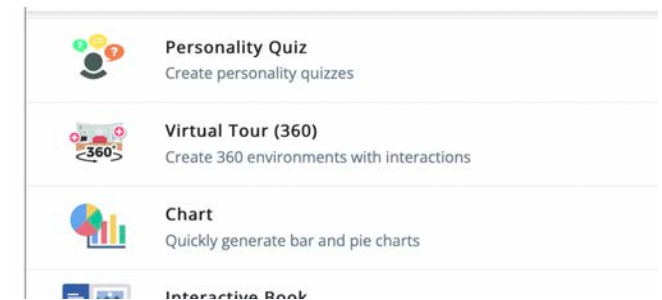 Personality Quiz
Create personality quizzes
Virtual Tour (360)
360°
Create 360 environments with interactions
Chart
Quickly generate bar and pie charts
Interactive Book